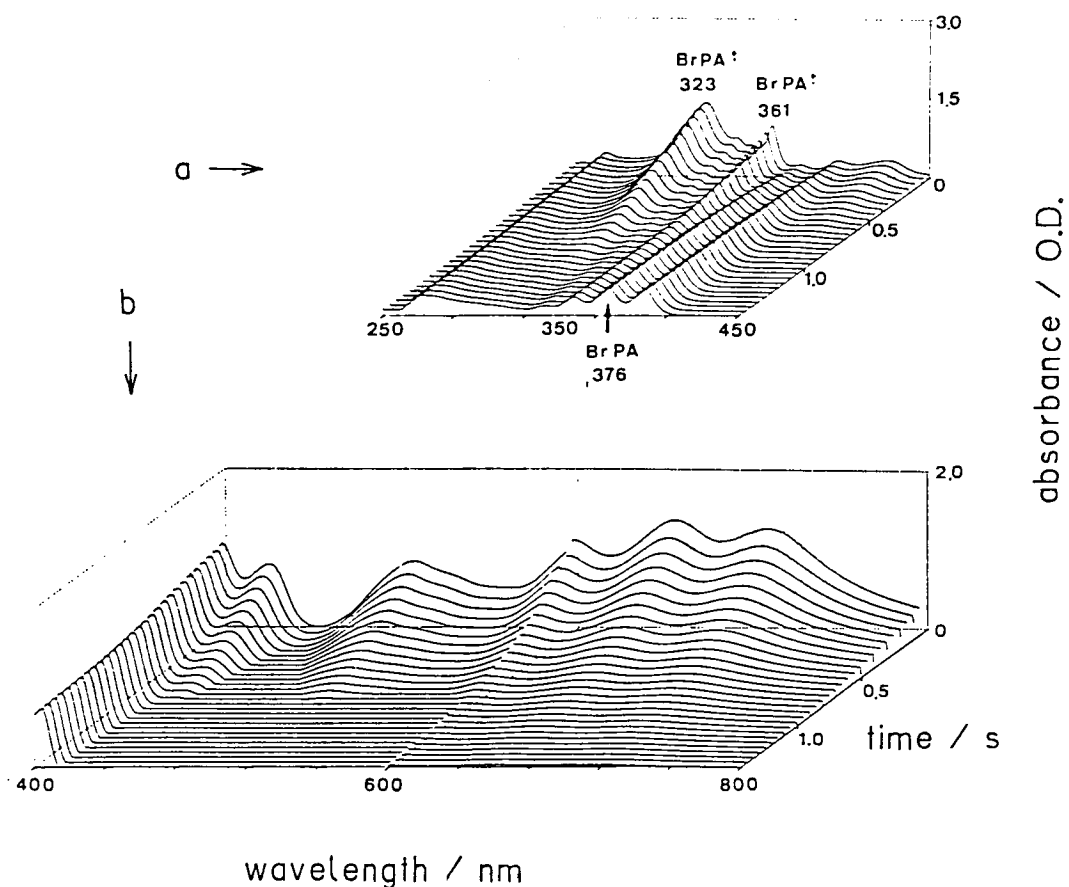 3.0
BrPA⁺̇
323
BrPA⁺̇
361
1.5
a
0
0.5
1.0
b
250
350
450
BrPA
376
absorbance / O.D.
2.0
0
0.5
1.0
time / s
400
600
800
wavelength / nm